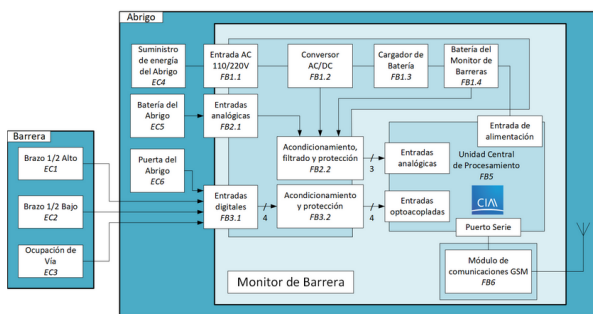 Abrigo
Suministro
de energía
del Abrigo
EC4
Entrada AC
110/220V
FB1.1
Conversor
AC/DC
FB1.2
Cargador de
Batería
FB1.3
Batería del
Monitor de
Barreras
FB1.4
Batería del
Abrigo
EC5
Entradas
analógicas
FB2.1
Entrada de
alimentación
Barrera
Brazo 1/2 Alto
EC1
Puerta del
Abrigo
EC6
Acondicionamiento,
filtrado y protección
FB2.2
3
Entradas
analógicas
Unidad Central
de Procesamiento
FB5
Brazo 1/2 Bajo
EC2
Entradas
digitales
FB3.1
4
Acondicionamiento
y protección
FB3.2
4
Entradas
optoacopladas
CIAA
Puerto Serie
Ocupación de
Vía
EC3
Monitor de Barrera
Módulo de
comunicaciones GSM
FB6